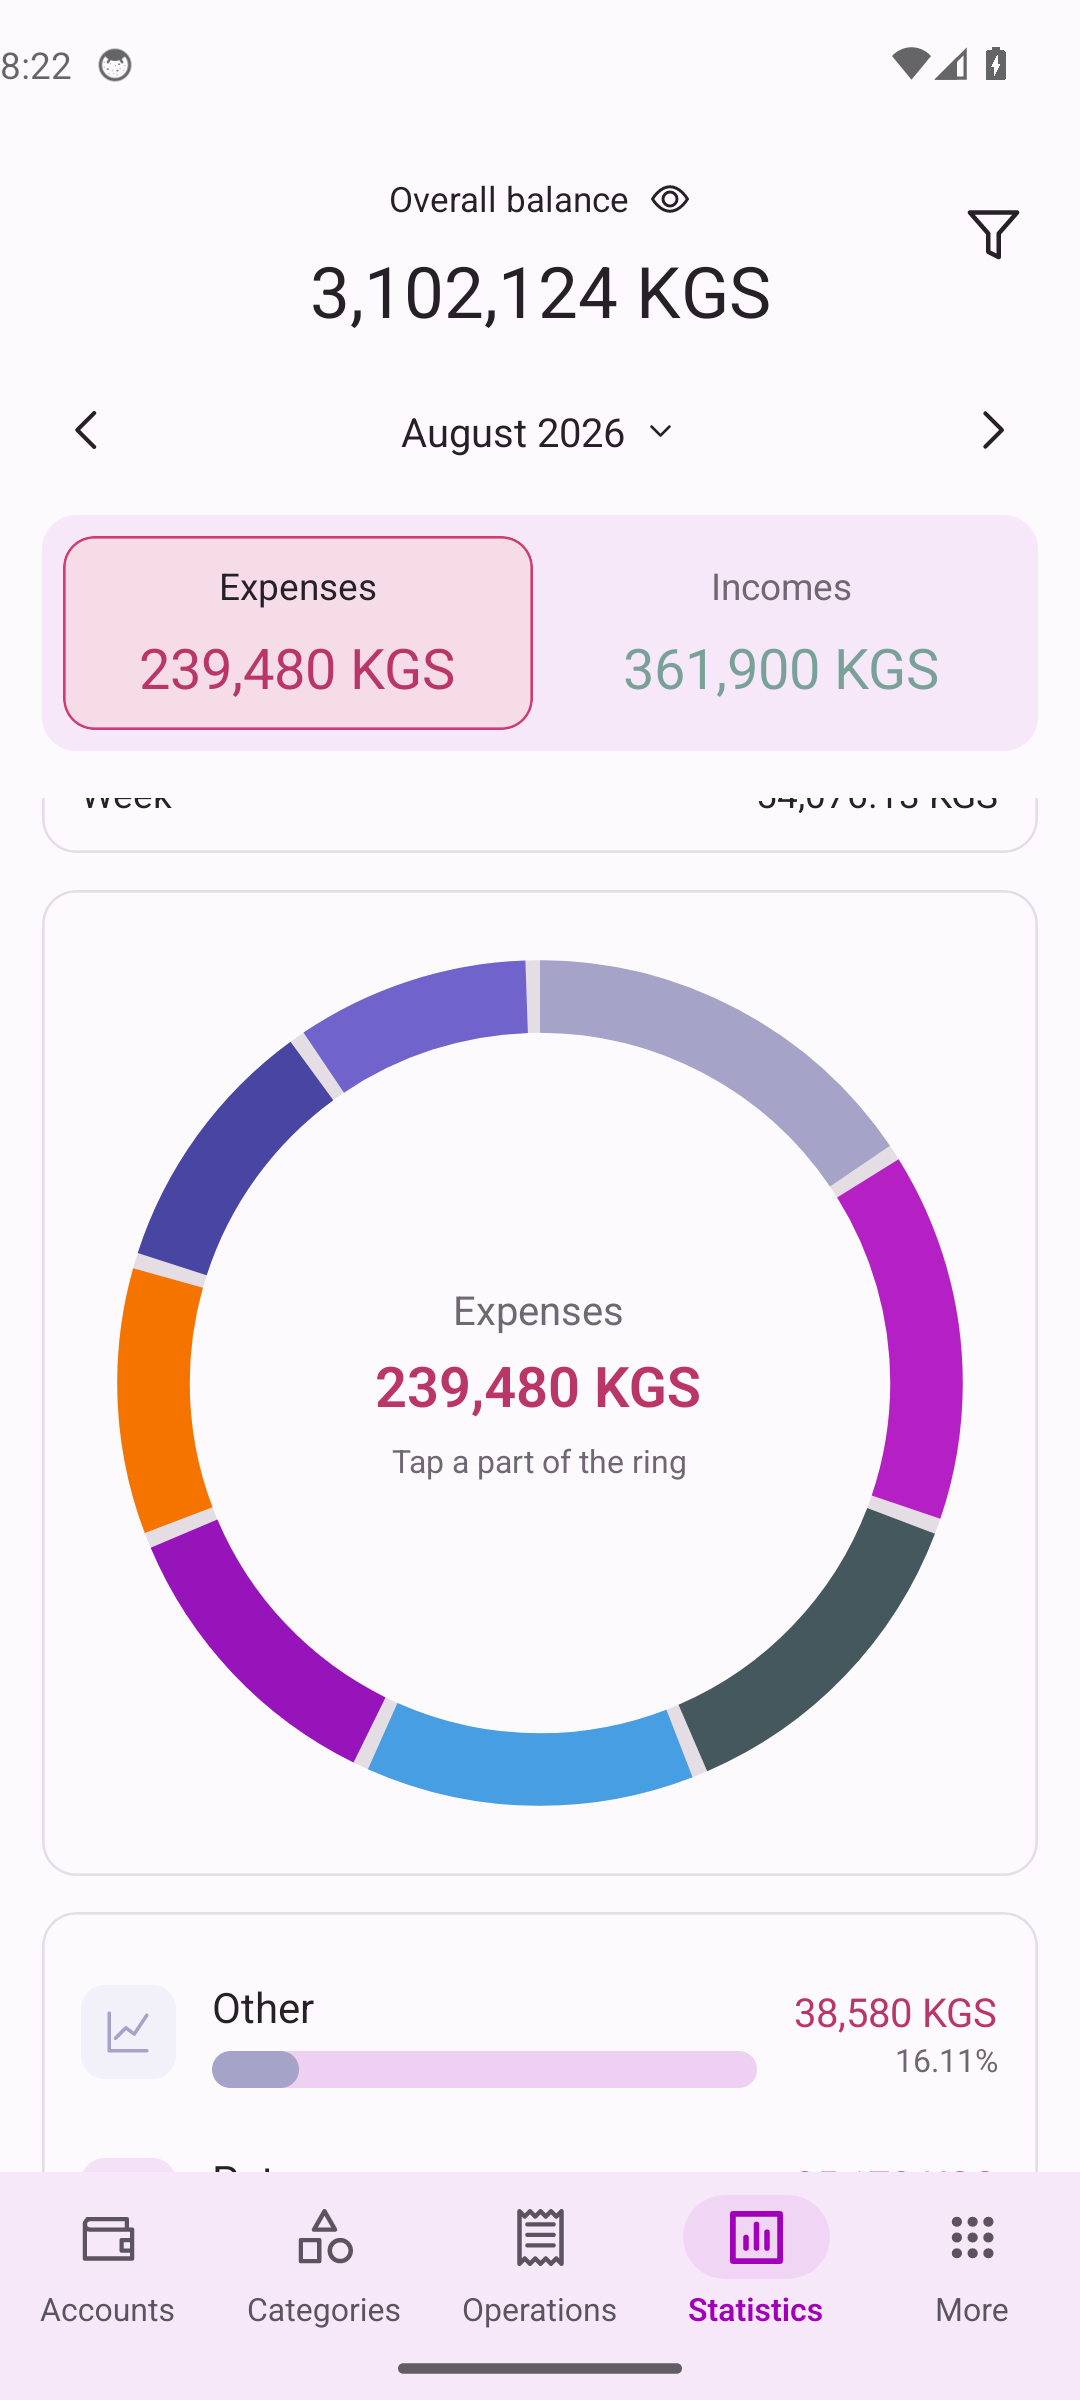 8:22
Overall balance
3,102,124 KGS
August 2026
Expenses
239,480 KGS
Incomes
361,900 KGS
Week
Expenses
239,480 KGS
Tap a part of the ring
Other
38,580 KGS
16.11%
Accounts
Categories
Operations
Statistics
More